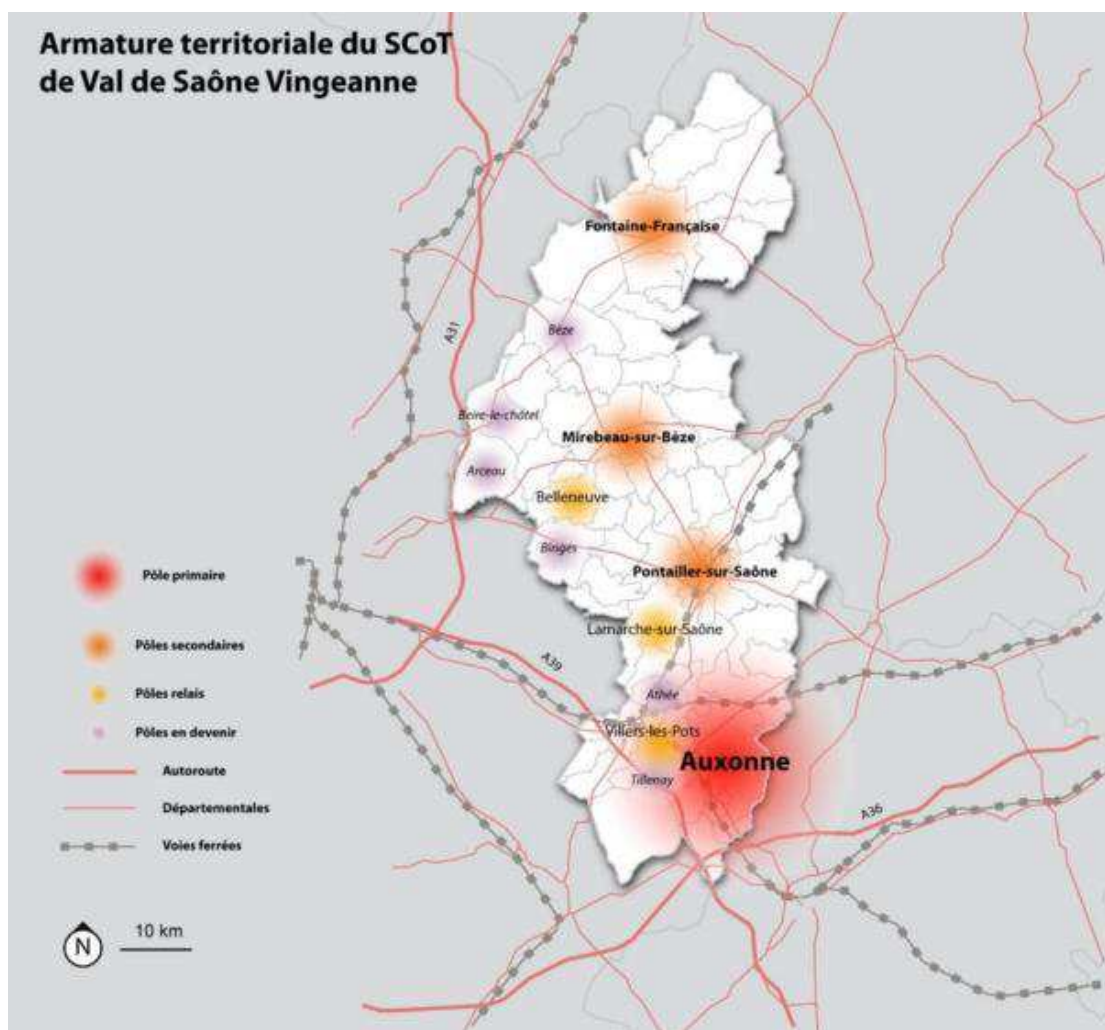 Armature territoriale du SCoT
de Val de Saône Vingeanne
Fontaine-Française
A31
Bèze
Beire-le-châtel
Mirebeau-sur-Bèze
Arceau
Belleneuve
Binges
Pontailler-sur-Saône
Lamarche-sur-Saône
A39
Athée
Villers-les-Pots
Auxonne
Tillenay
A36
Pôle primaire
Pôles secondaires
Pôles relais
Pôles en devenir
Autoroute
Départementales
Voies ferrées
N
10 km